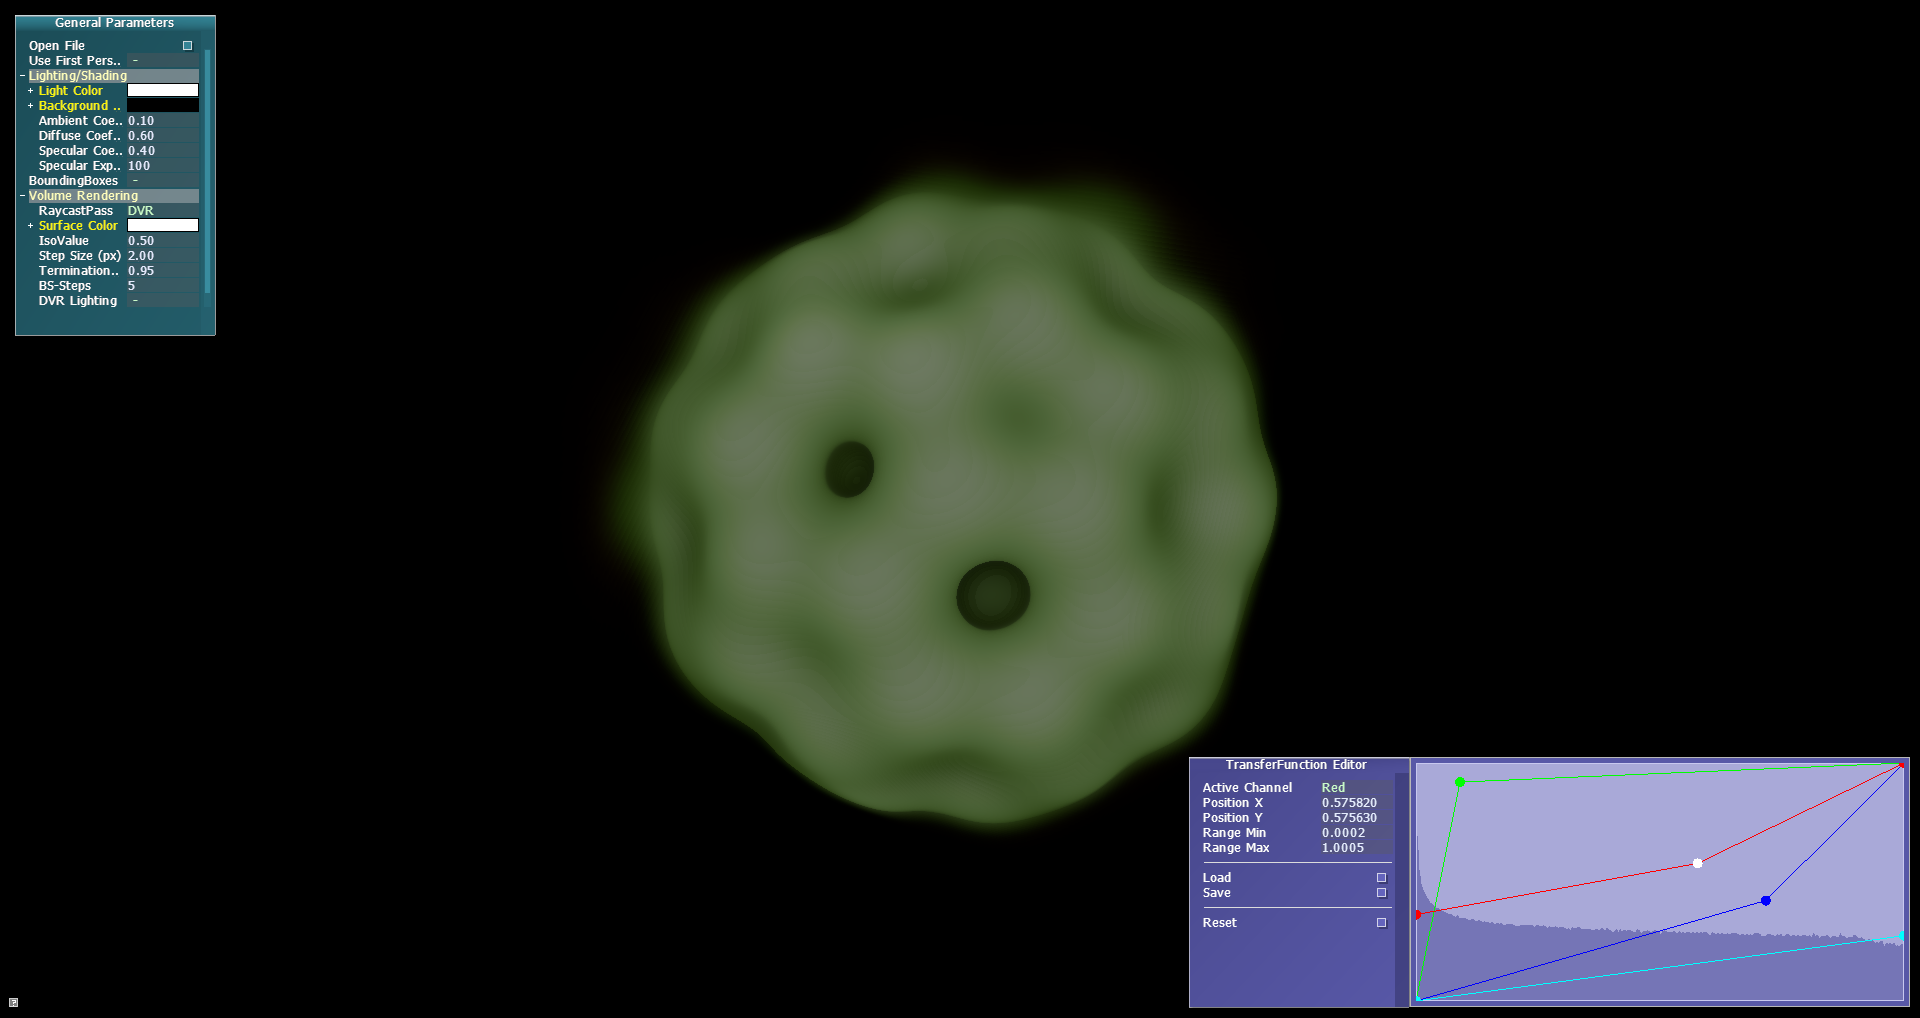 General Parameters
Open File
Use First Pers.. -
- Lighting/Shading
+ Light Color
+ Background ..
Ambient Coe.. 0.10
Diffuse Coef.. 0.60
Specular Coe.. 0.40
Specular Exp.. 100
BoundingBoxes -
- Volume Rendering
RaycastPass DVR
+ Surface Color
IsoValue 0.50
Step Size (px) 2.00
Termination.. 0.95
BS-Steps 5
DVR Lighting -
TransferFunction Editor
Active Channel Red
Position X 0.575820
Position Y 0.575630
Range Min 0.0002
Range Max 1.0005
Load
Save
Reset
?